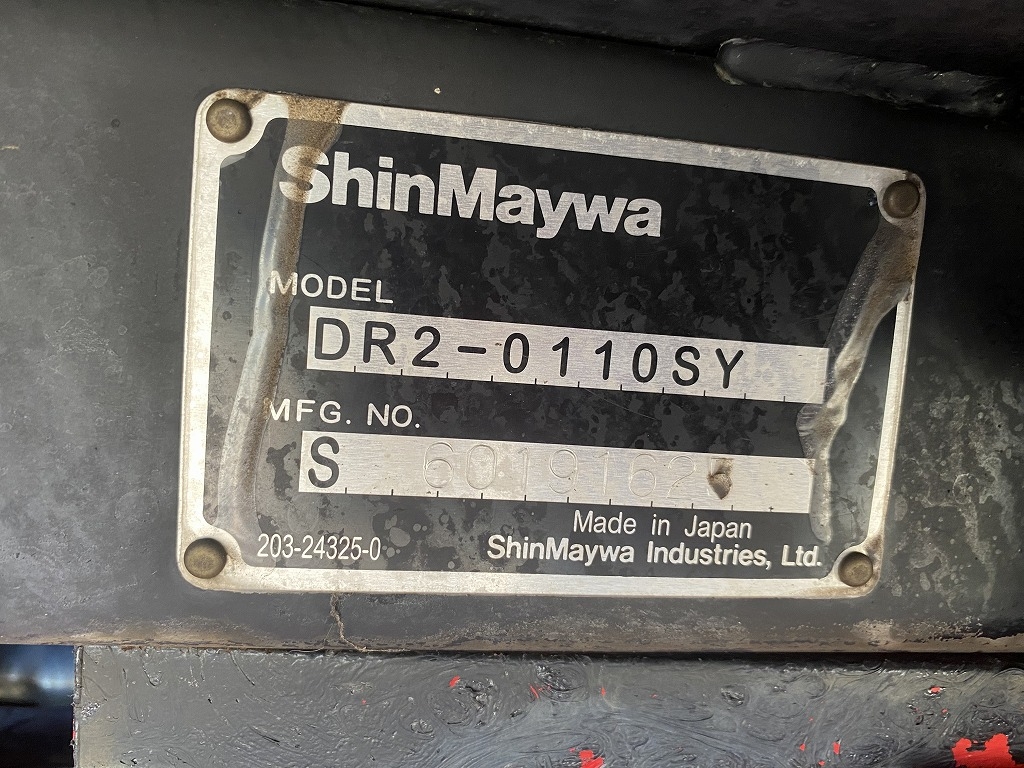 ShinMaywa
MODEL
DR2-0110SY
MFG. NO.
S
Made in Japan
203-24325-0
ShinMaywa Industries, Ltd.